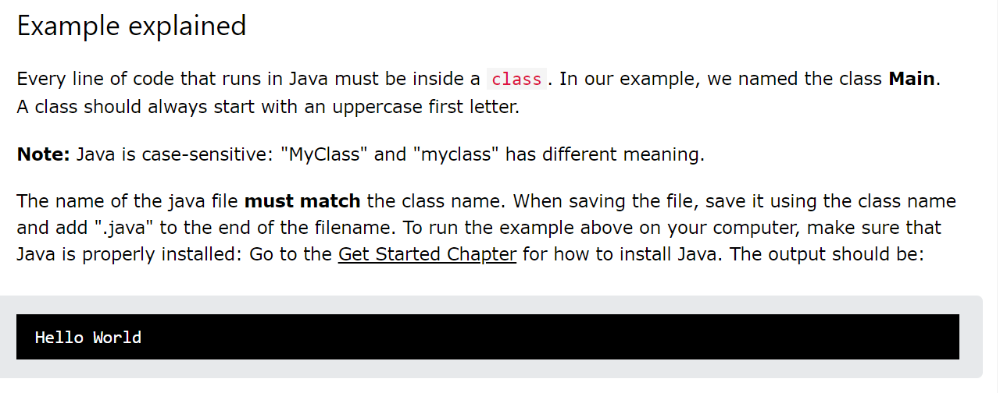 Example explained
Every line of code that runs in Java must be inside a class. In our example, we named the class Main.
A class should always start with an uppercase first letter.
Note: Java is case-sensitive: "MyClass" and "myclass" has different meaning.
The name of the java file must match the class name. When saving the file, save it using the class name
and add ".java" to the end of the filename. To run the example above on your computer, make sure that
Java is properly installed: Go to the Get Started Chapter for how to install Java. The output should be:
Hello World